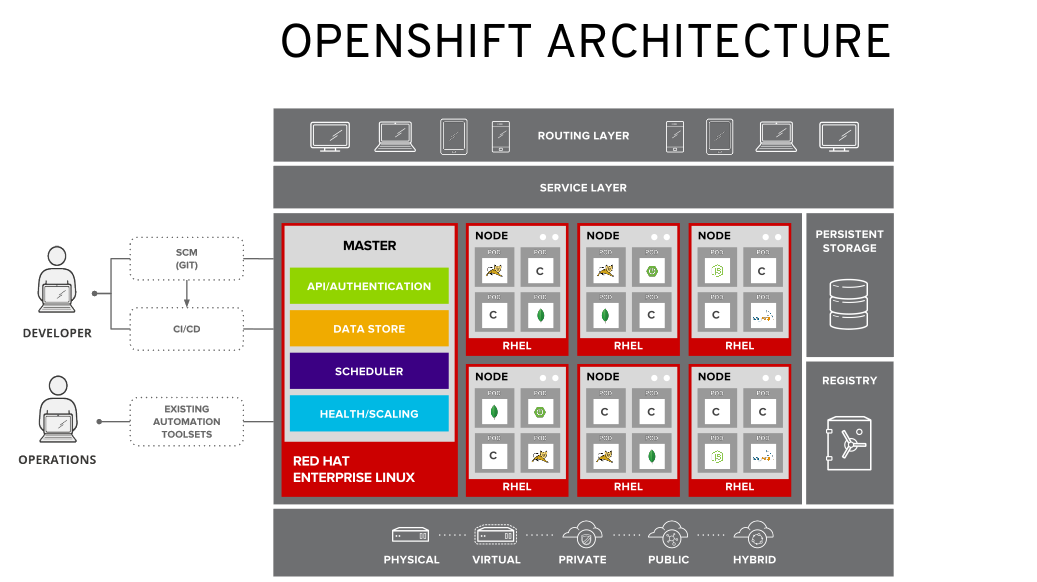 OPENSHIFT ARCHITECTURE
ROUTING LAYER
SERVICE LAYER
SCM
(GIT)
CI/CD
DEVELOPER
EXISTING
AUTOMATION
TOOLSETS
OPERATIONS
MASTER
API/AUTHENTICATION
DATA STORE
SCHEDULER
HEALTH/SCALING
RED HAT
ENTERPRISE LINUX
NODE
POD
POD
C
POD
C
POD
RHEL
NODE
POD
POD
POD
POD
C
RHEL
NODE
POD
POD
C
POD
C
POD
RHEL
NODE
POD
POD
POD
C
POD
RHEL
NODE
POD
C
POD
C
POD
POD
RHEL
NODE
POD
C
POD
C
POD
POD
RHEL
PERSISTENT
STORAGE
REGISTRY
PHYSICAL
VIRTUAL
PRIVATE
PUBLIC
HYBRID